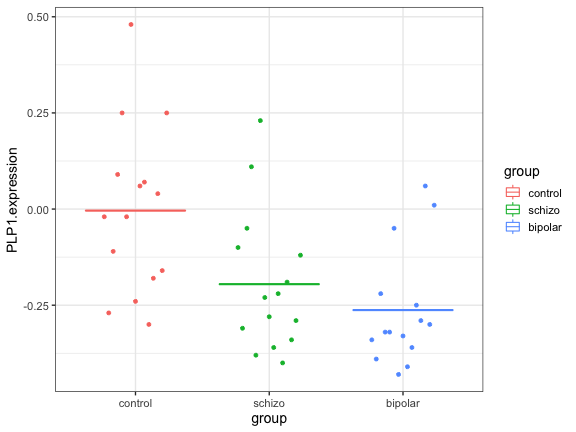 0.50
0.25
0.00
-0.25
PLP1.expression
control schizo bipolar
group
group
control
schizo
bipolar